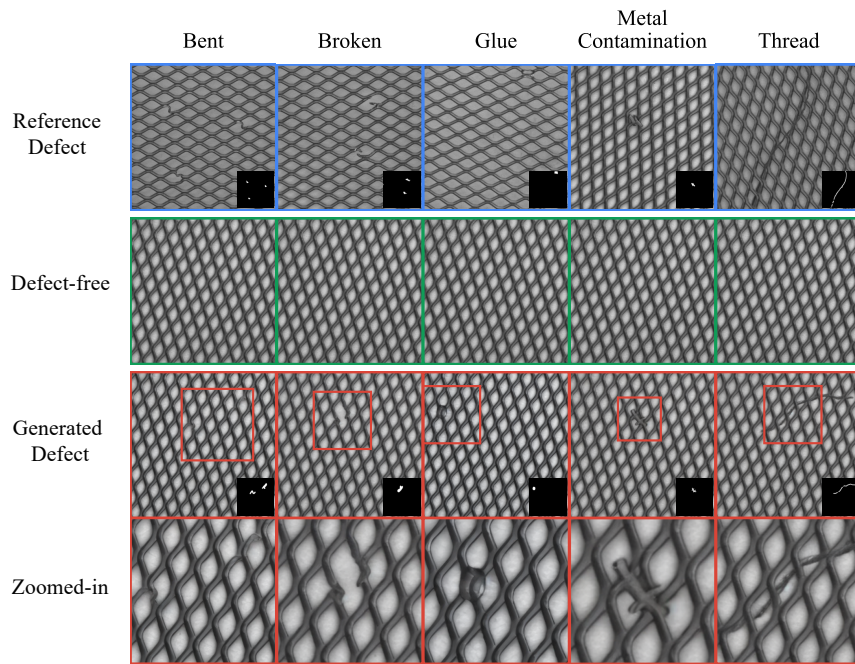 Bent
Broken
Glue
Metal
Contamination
Thread
Reference
Defect
Defect-free
Generated
Defect
Zoomed-in